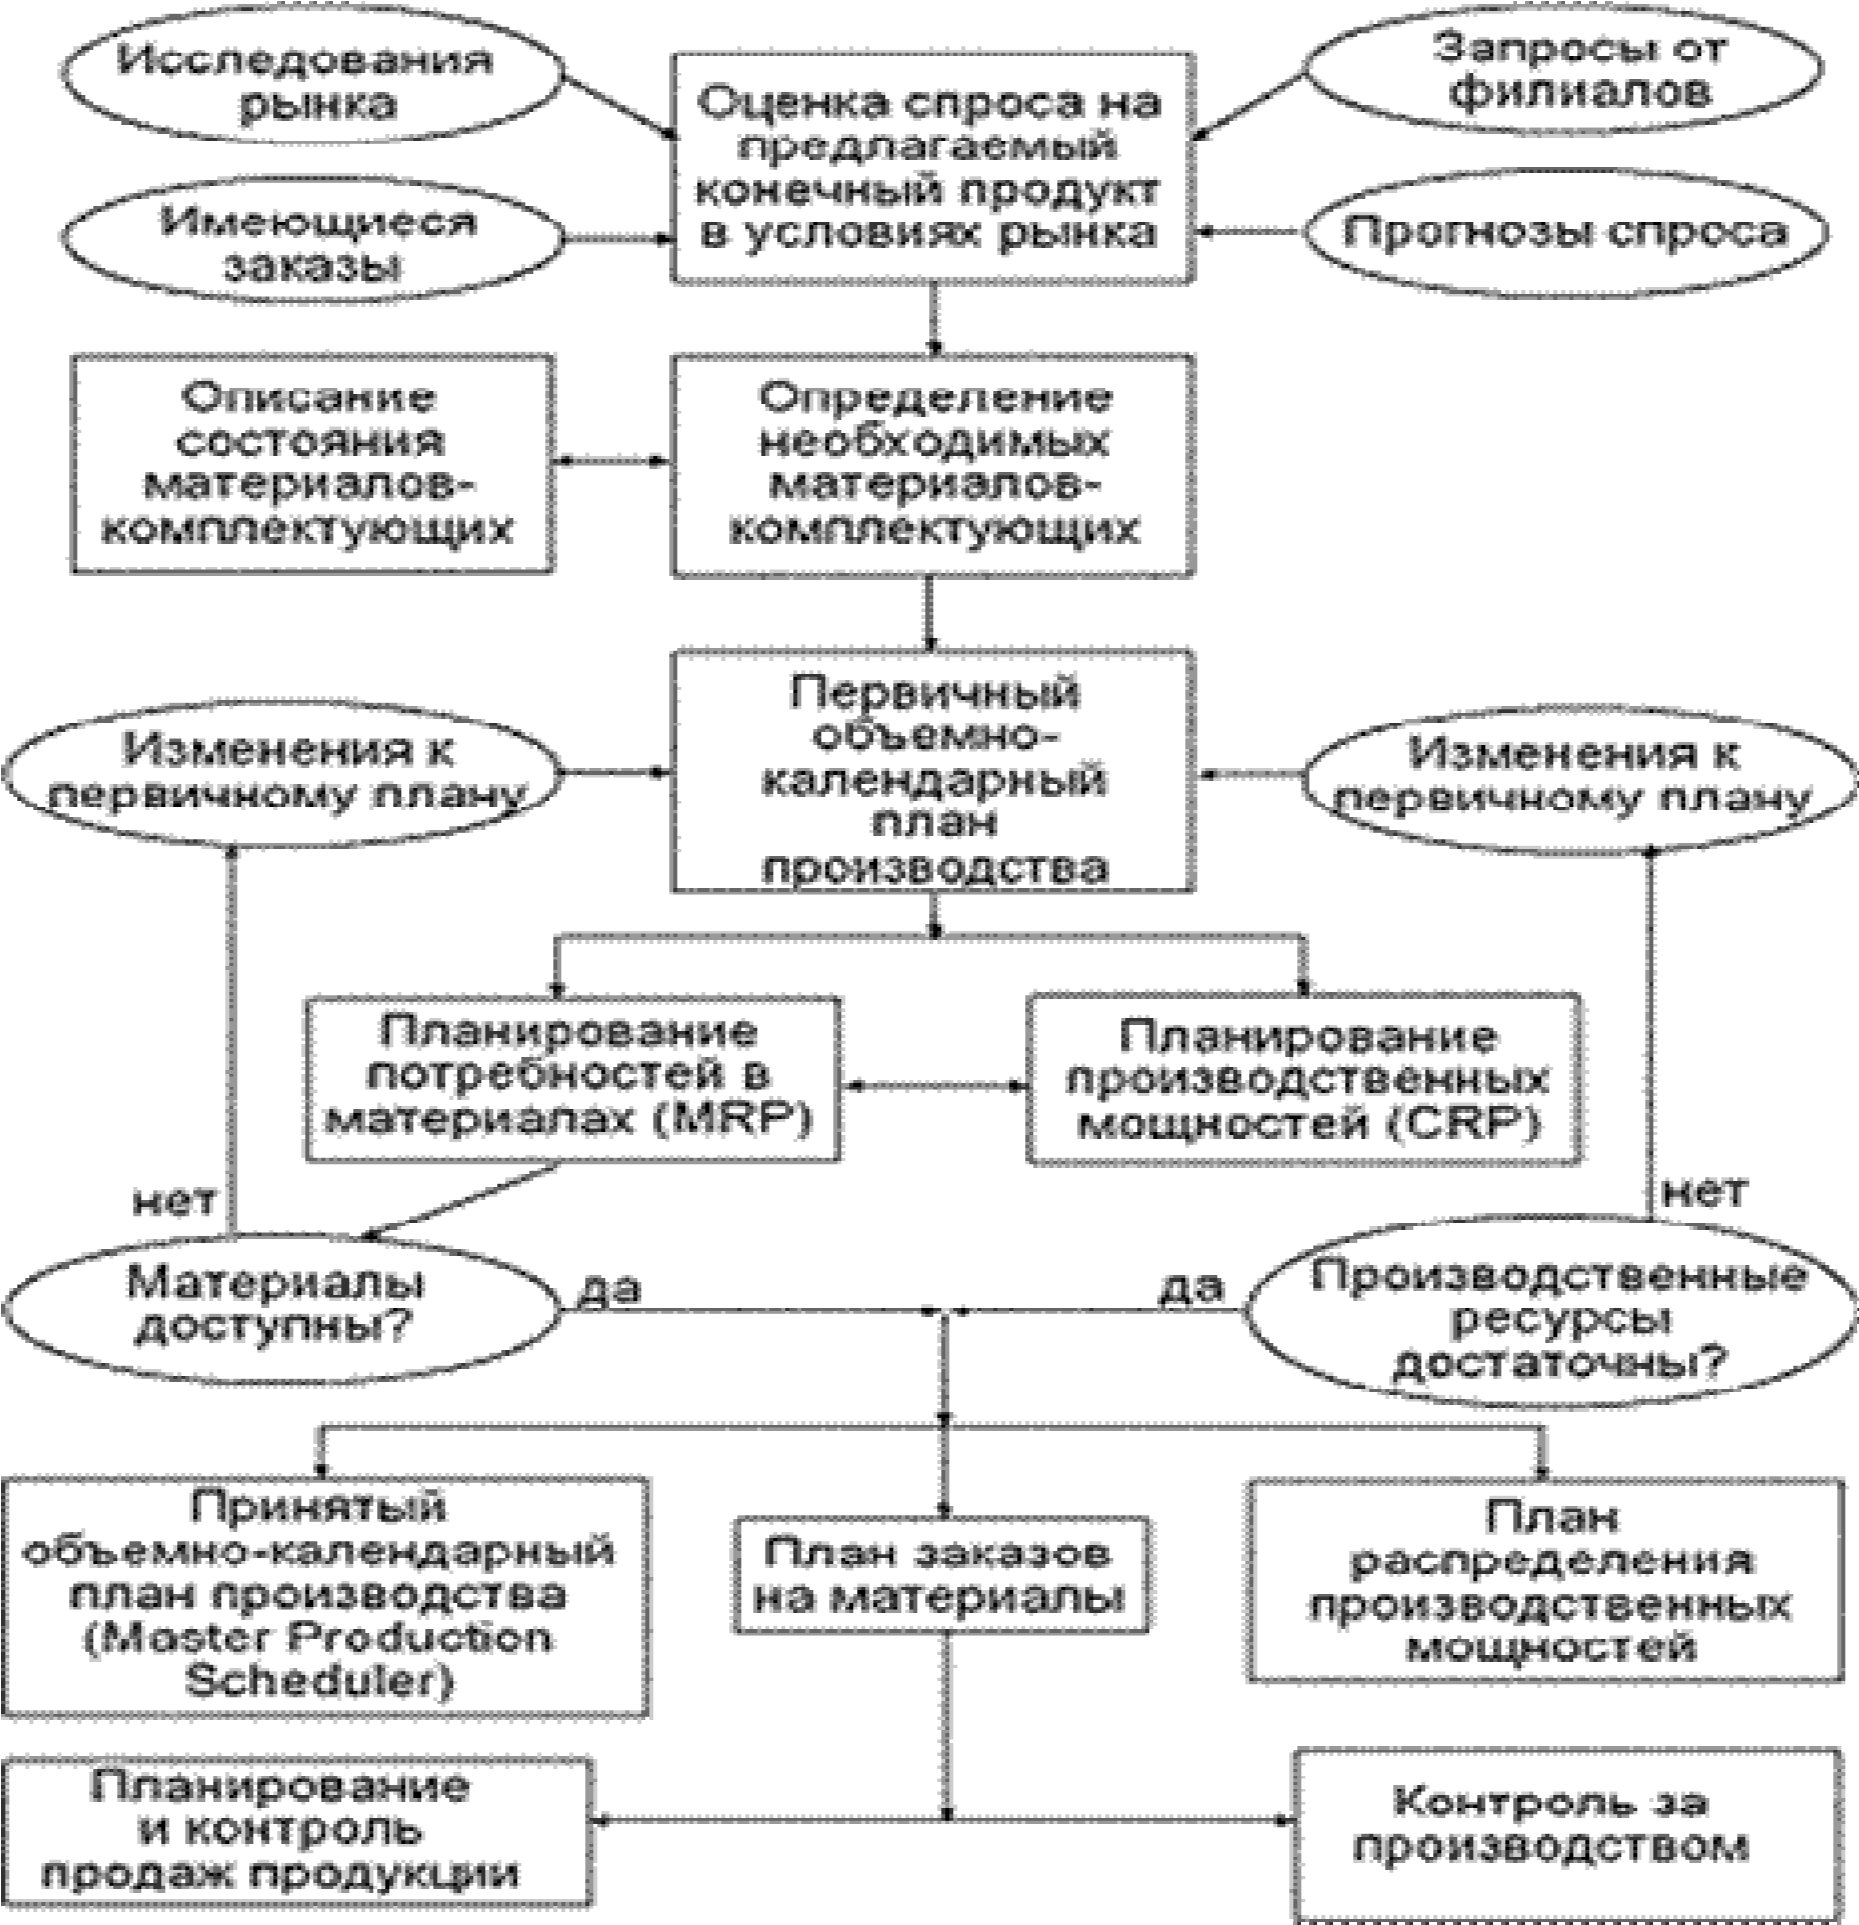 Исследования
рынка
Запросы от
филиалов
Оценка спроса на
предлагаемый
конечный продукт
в условиях рынка
Имеющиеся
заказы
Прогнозы спроса
Описание
состояния
материалов-
комплектующих
Определение
необходимых
материалов-
комплектующих
Первичный
объемно-
календарный
план
производства
Изменения к
первичному плану
Изменения к
первичному плану
Планирование
потребностей в
материалах (MRP)
Планирование
производственных
мощностей (CRP)
нет
нет
Материалы
доступны?
да
да
Производственные
ресурсы
достаточны?
Принятый
объемно-календарный
план производства
(Master Production
Scheduler)
План заказов
на материалы
План
распределения
производственных
мощностей
Планирование
и контроль
продаж продукции
Контроль за
производством